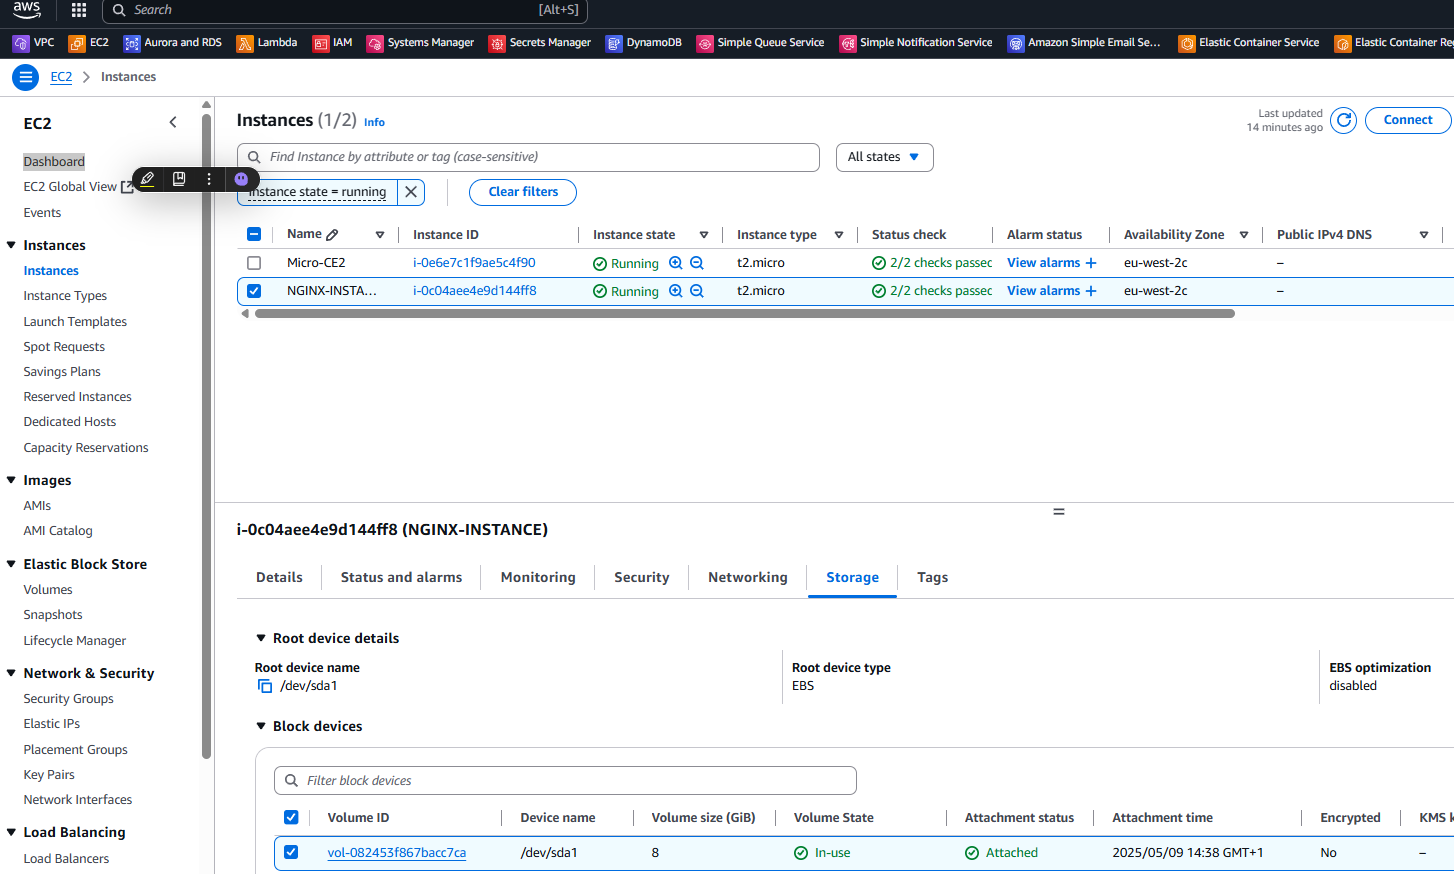 aws
Search [Alt+S]
VPC EC2 Aurora and RDS Lambda IAM Systems Manager Secrets Manager DynamoDB Simple Queue Service Simple Notification Service Amazon Simple Email Se... Elastic Container Service Elastic Container Reg
EC2 > Instances
EC2
Dashboard
EC2 Global View
Events
Instances
Instances
Instance Types
Launch Templates
Spot Requests
Savings Plans
Reserved Instances
Dedicated Hosts
Capacity Reservations
Images
AMIs
AMI Catalog
Elastic Block Store
Volumes
Snapshots
Lifecycle Manager
Network & Security
Security Groups
Elastic IPs
Placement Groups
Key Pairs
Network Interfaces
Load Balancing
Load Balancers
Instances (1/2) Info
Last updated
14 minutes ago
Connect
Find Instance by attribute or tag (case-sensitive)
All states
Instance state = running
Clear filters
Name Instance ID Instance state Instance type Status check Alarm status Availability Zone Public IPv4 DNS
Micro-CE2 i-0e6e7c1f9ae5c4f90 Running t2.micro 2/2 checks passec View alarms + eu-west-2c –
NGINX-INSTA... i-0c04aee4e9d144ff8 Running t2.micro 2/2 checks passec View alarms + eu-west-2c –
i-0c04aee4e9d144ff8 (NGINX-INSTANCE)
Details Status and alarms Monitoring Security Networking Storage Tags
Root device details
Root device name
/dev/sda1
Root device type
EBS
EBS optimization
disabled
Block devices
Filter block devices
Volume ID Device name Volume size (GiB) Volume State Attachment status Attachment time Encrypted KMS k
vol-082453f867bacc7ca /dev/sda1 8 In-use Attached 2025/05/09 14:38 GMT+1 No –